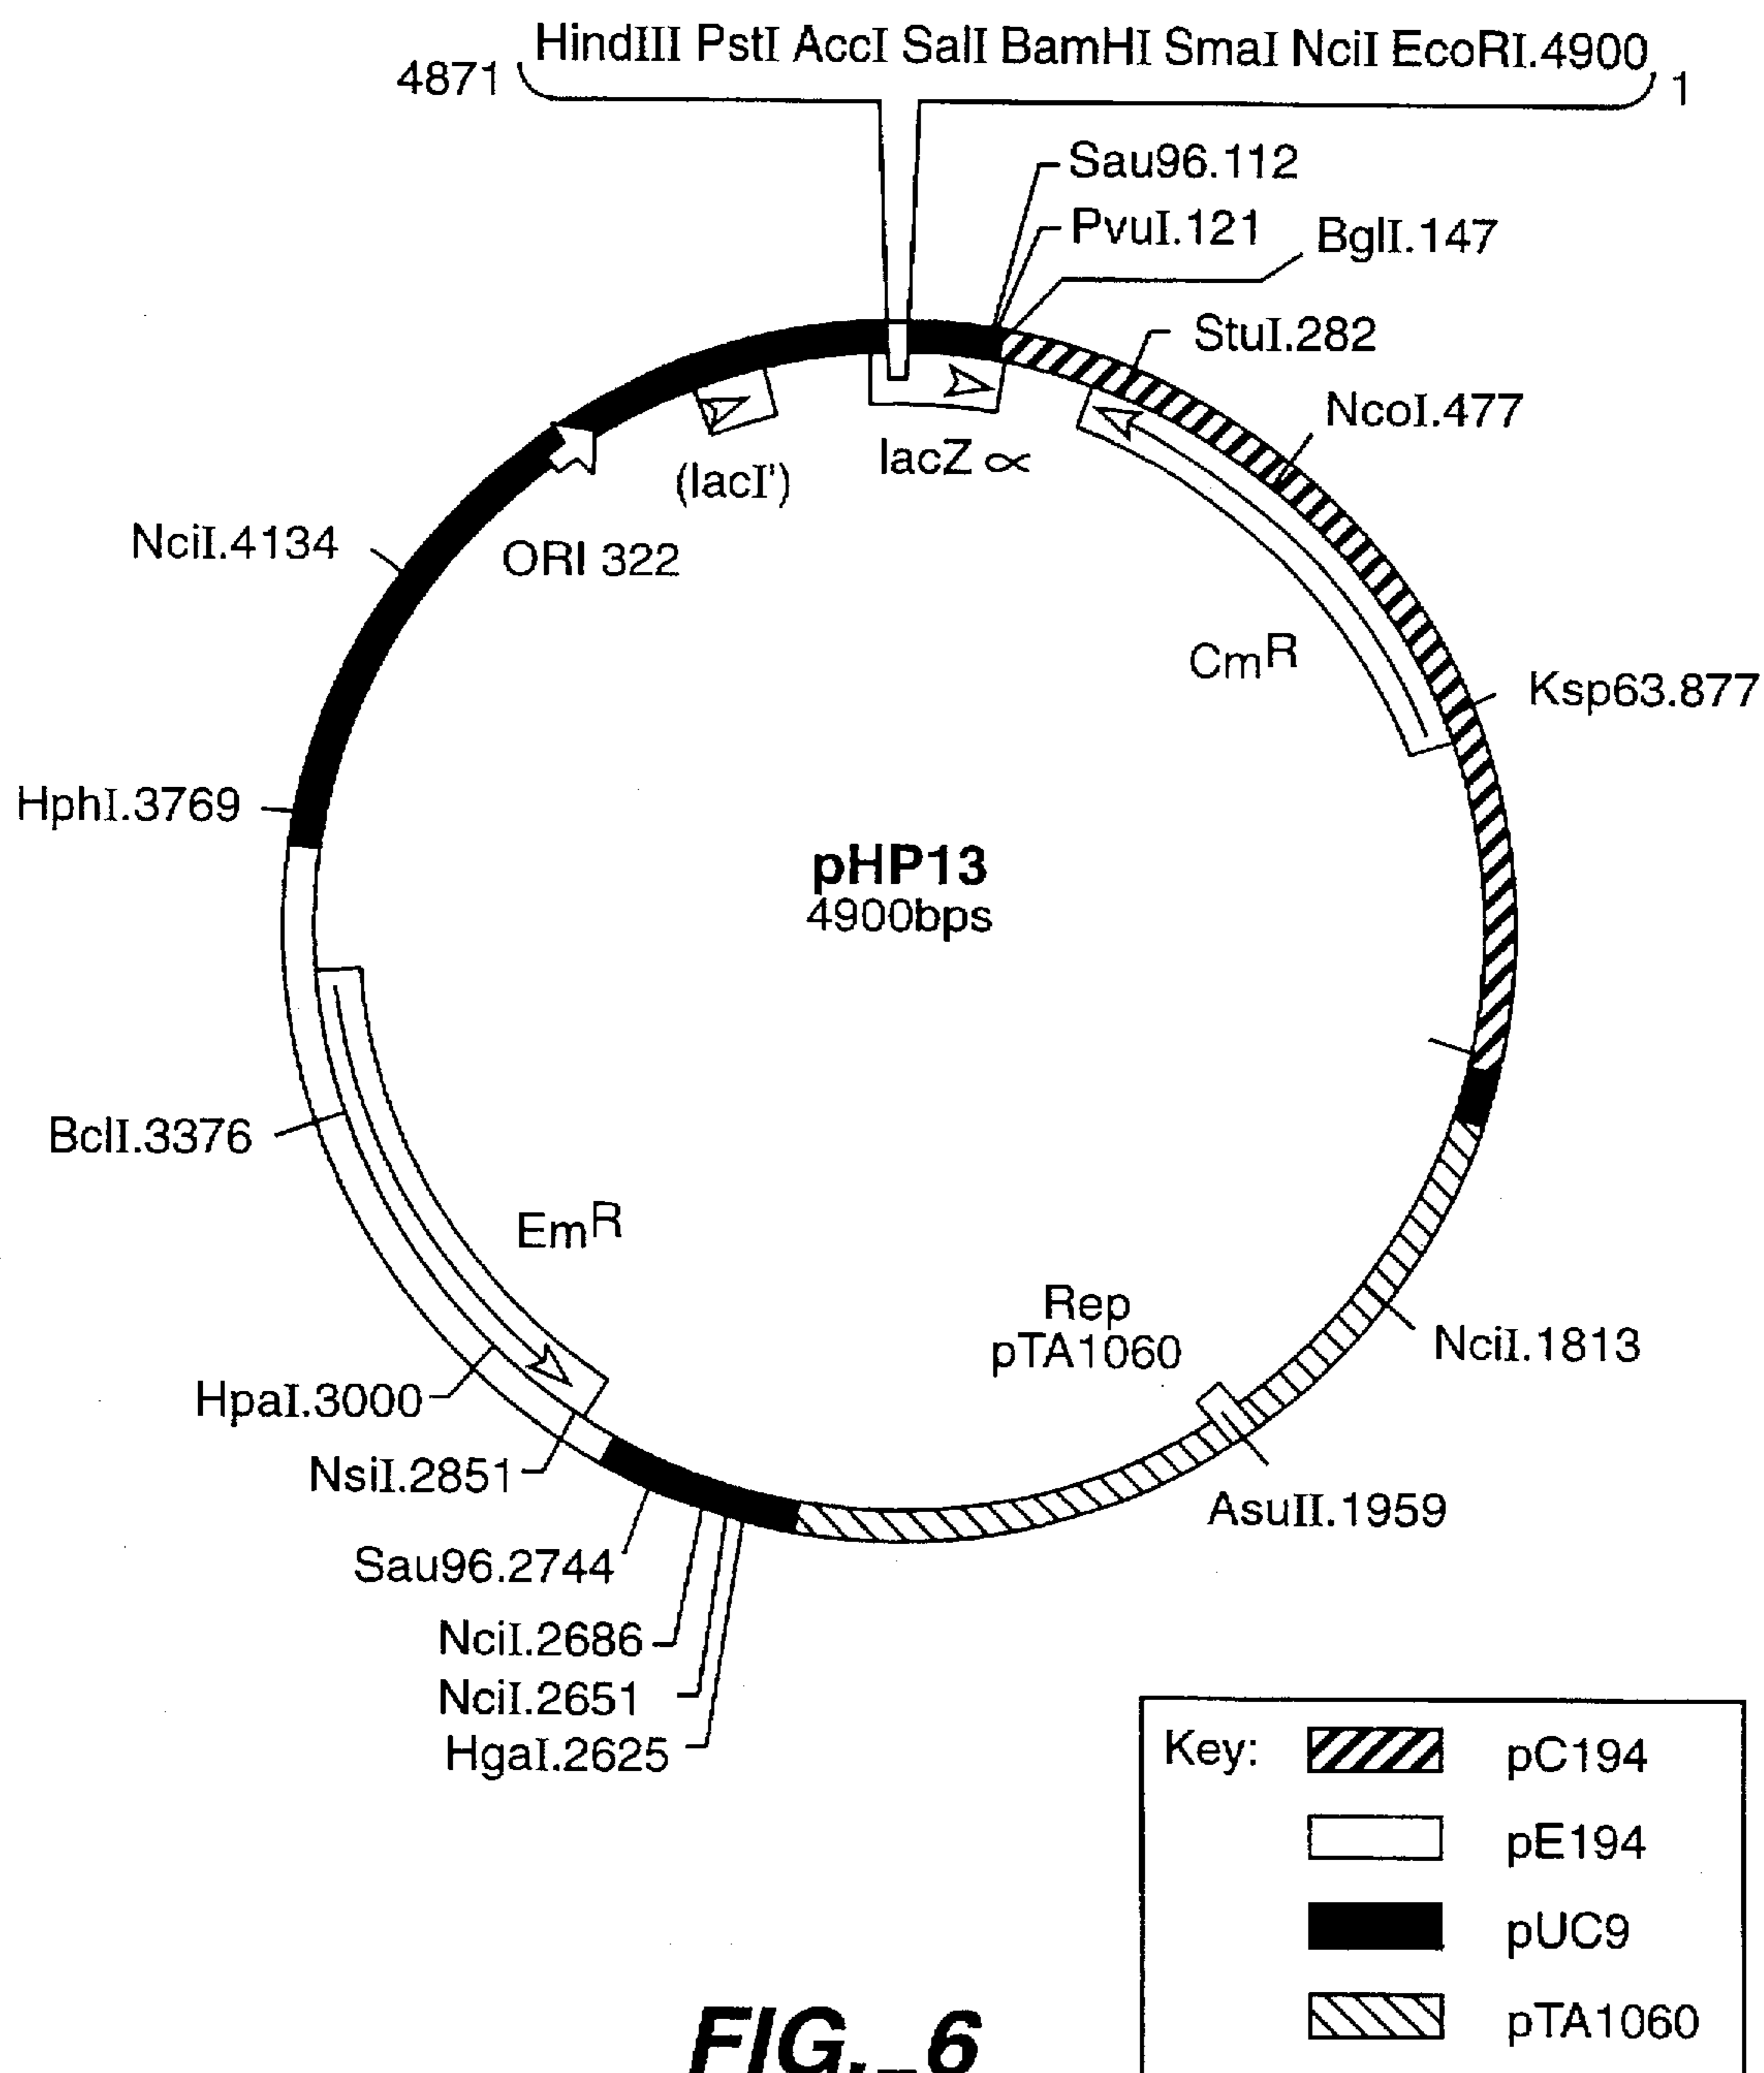 HindIII PstI AccI SalI BamHI SmaI NciI EcoRI.4900
4871
1
Sau96.112
PvuI.121
BglI.147
StuI.282
NcoI.477
lacZ ∝
(lacI')
NciI.4134
ORI 322
CmR
Ksp63.877
HphI.3769
pHP13
4900bps
BclI.3376
EmR
Rep
pTA1060
NciI.1813
HpaI.3000
NsiI.2851
AsuII.1959
Sau96.2744
NciI.2686
NciI.2651
HgaI.2625
Key:
pC194
pE194
pUC9
pTA1060
FIG._6